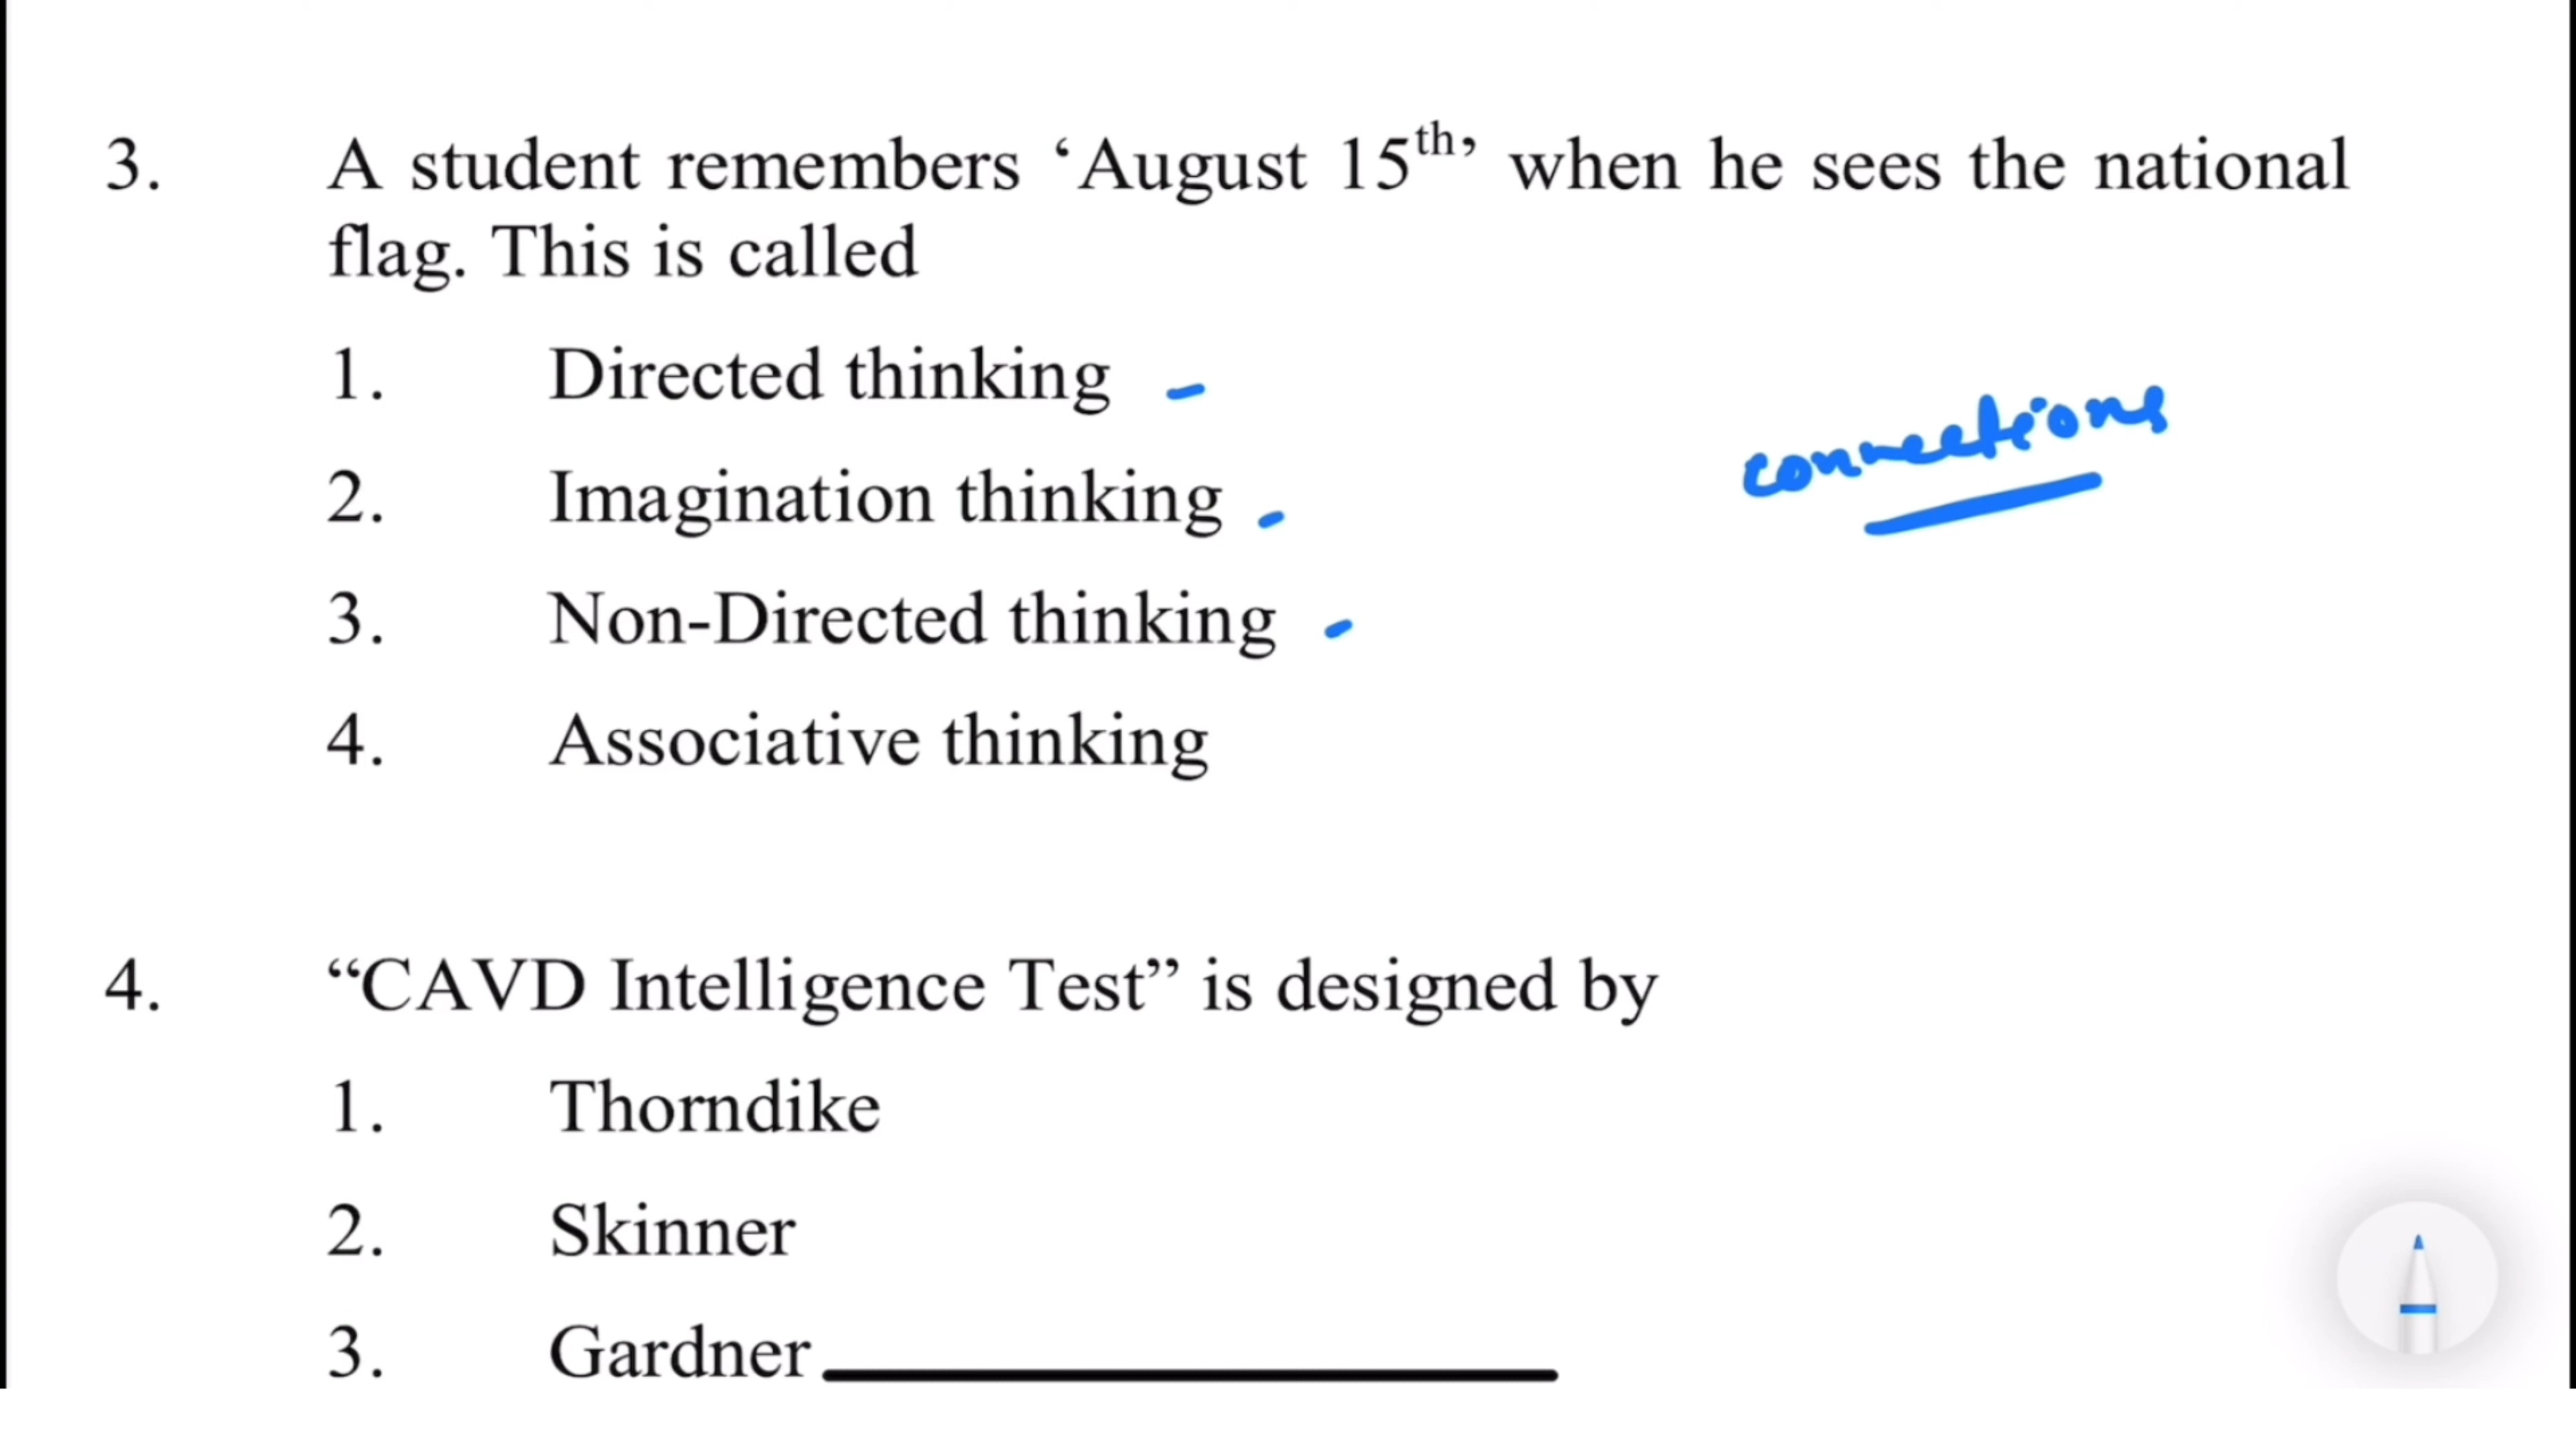 3. A student remembers ‘August 15th’ when he sees the national
flag. This is called
1. Directed thinking -
2. Imagination thinking -
3. Non-Directed thinking -
4. Associative thinking
connections
4. “CAVD Intelligence Test” is designed by
1. Thorndike
2. Skinner
3. Gardner